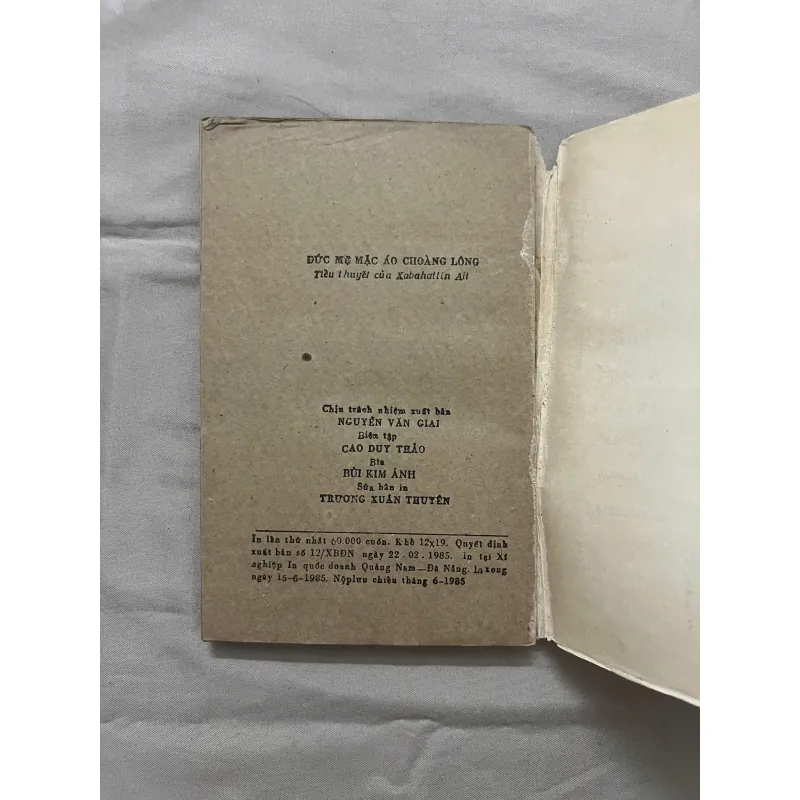 ĐỨC MẸ MẶC ÁO CHOÀNG LÔNG
Tiểu thuyết của Xabahattin Ali
Chịu trách nhiệm xuất bản
NGUYỄN VĂN GIAI
Biên tập
CAO DUY THẢO
Bìa
BÙI KIM ÁNH
Sửa bản in
TRƯƠNG XUÂN THUYÊN
In lần thứ nhất 60.000 cuốn. Khổ 12x19. Quyết định
xuất bản số 12/XBĐN ngày 22.02.1985. in tại Xí
nghiệp In quốc doanh Quảng Nam—Đà Nẵng. In xong
ngày 15-6-1985. Nộp lưu chiểu tháng 6-1985